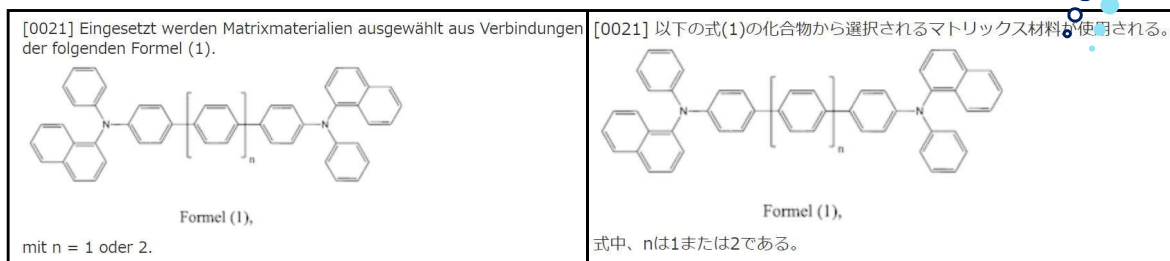 [0021] Eingesetzt werden Matrixmaterialien ausgewählt aus Verbindungen
der folgenden Formel (1).
N
N
n
Formel (1),
mit n = 1 oder 2.
[0021] 以下の式(1)の化合物から選択されるマトリックス材料が使用される。
N
N
n
Formel (1),
式中、nは1または2である。